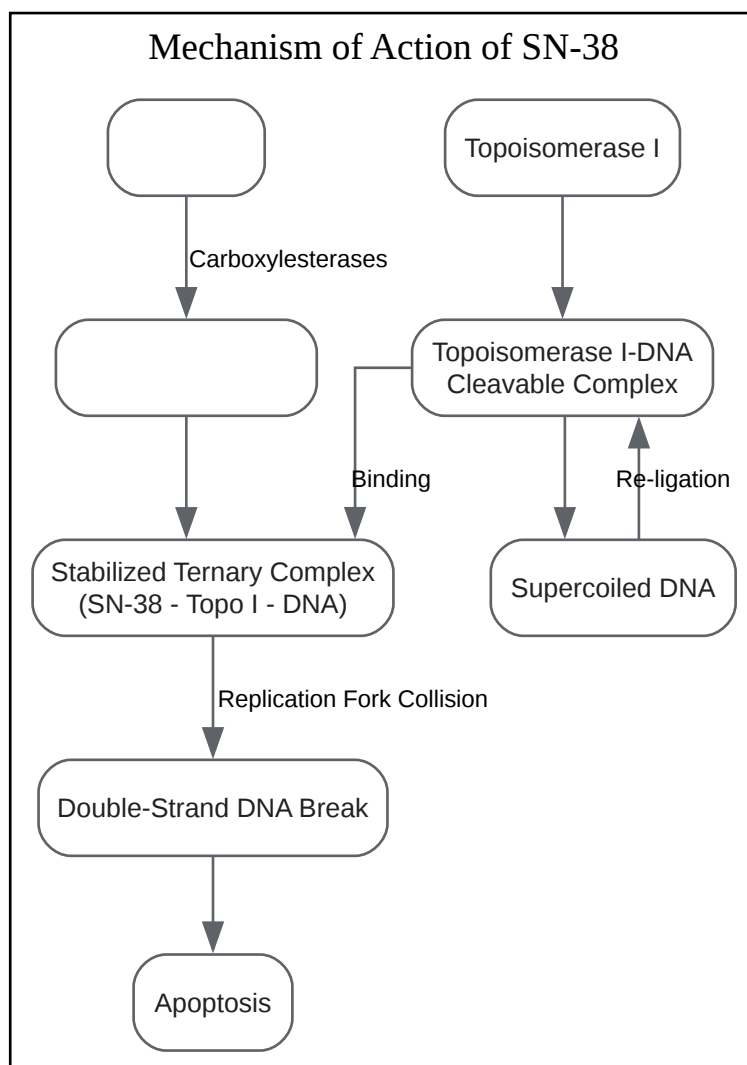 Mechanism of Action of SN-38
Topoisomerase I
Carboxylesterases
Topoisomerase I-DNA
Cleavable Complex
Binding
Re-ligation
Stabilized Ternary Complex
(SN-38 - Topo I - DNA)
Supercoiled DNA
Replication Fork Collision
Double-Strand DNA Break
Apoptosis